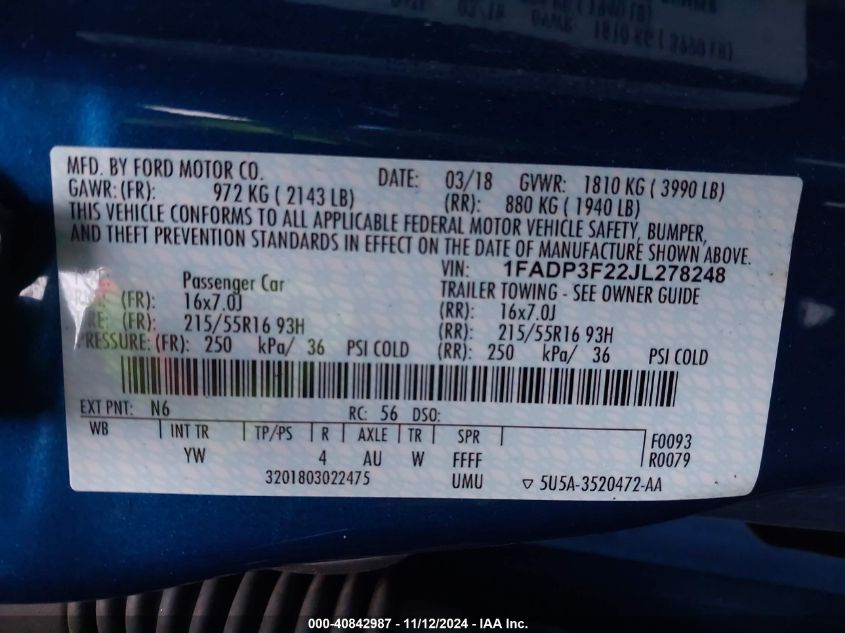 GAWR: 1810 KG ( 3990 LB)
MFD. BY FORD MOTOR CO. DATE: 03/18 GVWR: 1810 KG ( 3990 LB)
GAWR: (FR): 972 KG ( 2143 LB) (RR): 880 KG ( 1940 LB)
THIS VEHICLE CONFORMS TO ALL APPLICABLE FEDERAL MOTOR VEHICLE SAFETY, BUMPER,
AND THEFT PREVENTION STANDARDS IN EFFECT ON THE DATE OF MANUFACTURE SHOWN ABOVE.
VIN: 1FADP3F22JL278248
Passenger Car TRAILER TOWING - SEE OWNER GUIDE
(FR): 16x7.0J (RR): 16x7.0J
(FR): 215/55R16 93H (RR): 215/55R16 93H
PRESSURE: (FR): 250 kPa/ 36 PSI COLD (RR): 250 kPa/ 36 PSI COLD
EXT PNT: N6 RC: 56 DSO:
WB INT TR TP/PS R AXLE TR SPR F0093
YW 4 AU W FFFF R0079
3201803022475 UMU ▽ 5U5A-3520472-AA
000-40842987 - 11/12/2024 - IAA Inc.